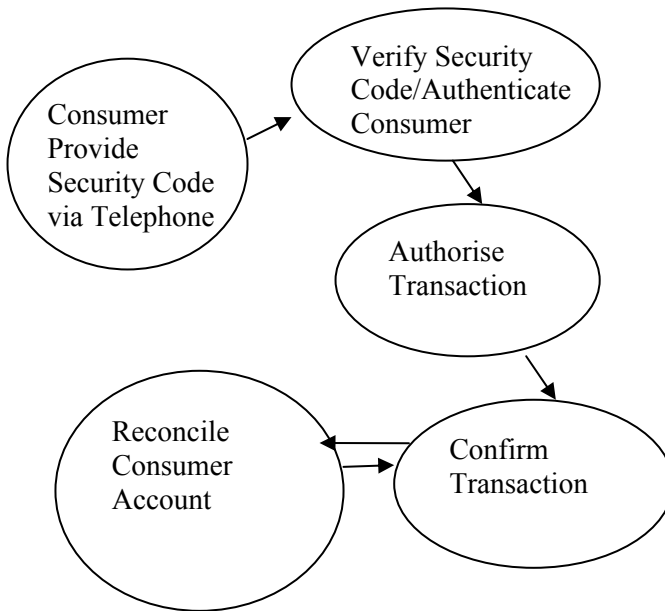 Consumer
Provide
Security Code
via Telephone
Verify Security
Code/Authenticate
Consumer
Authorise
Transaction
Confirm
Transaction
Reconcile
Consumer
Account